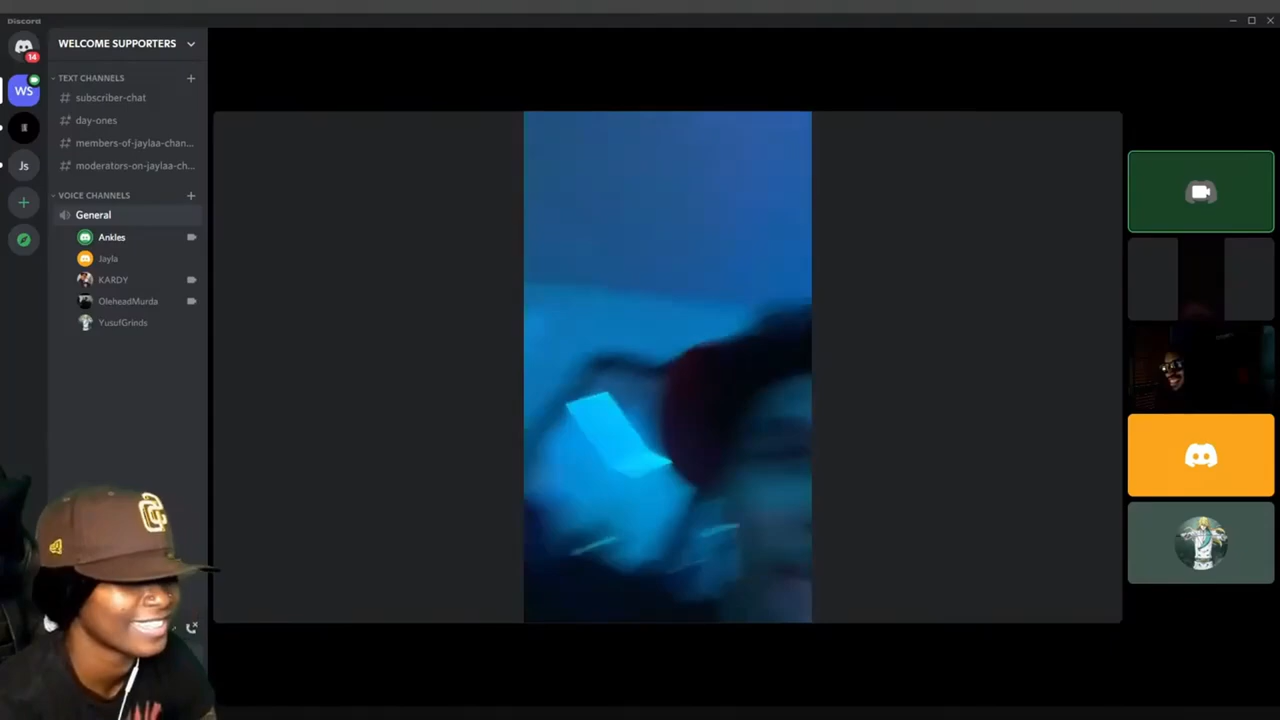 Discord
14
WELCOME SUPPORTERS
WS
TEXT CHANNELS
subscriber-chat
day-ones
members-of-jaylaa-chan...
moderators-on-jaylaa-ch...
Js
VOICE CHANNELS
General
Ankles
Jayla
KARDY
OleheadMurda
YusufGrinds